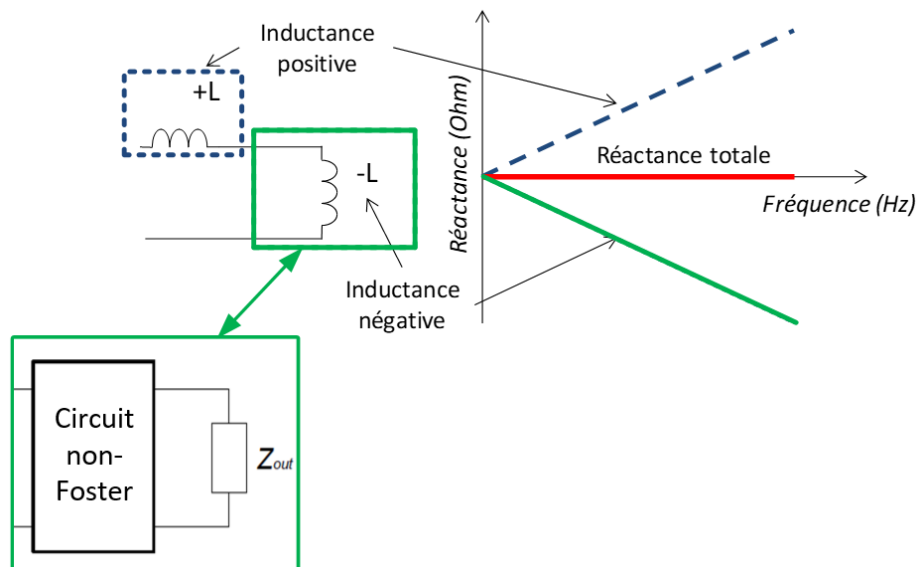 Inductance
positive
+L
-L
Inductance
négative
Réactance (Ohm)
Réactance totale
Fréquence (Hz)
Circuit
non-
Foster
Zout